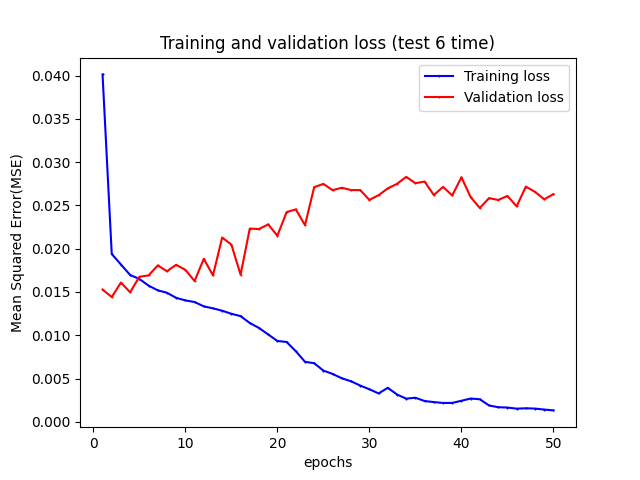 Training and validation loss (test 6 time)
Training loss
Validation loss
Mean Squared Error(MSE)
0.040
0.035
0.030
0.025
0.020
0.015
0.010
0.005
0.000
0 10 20 30 40 50
epochs